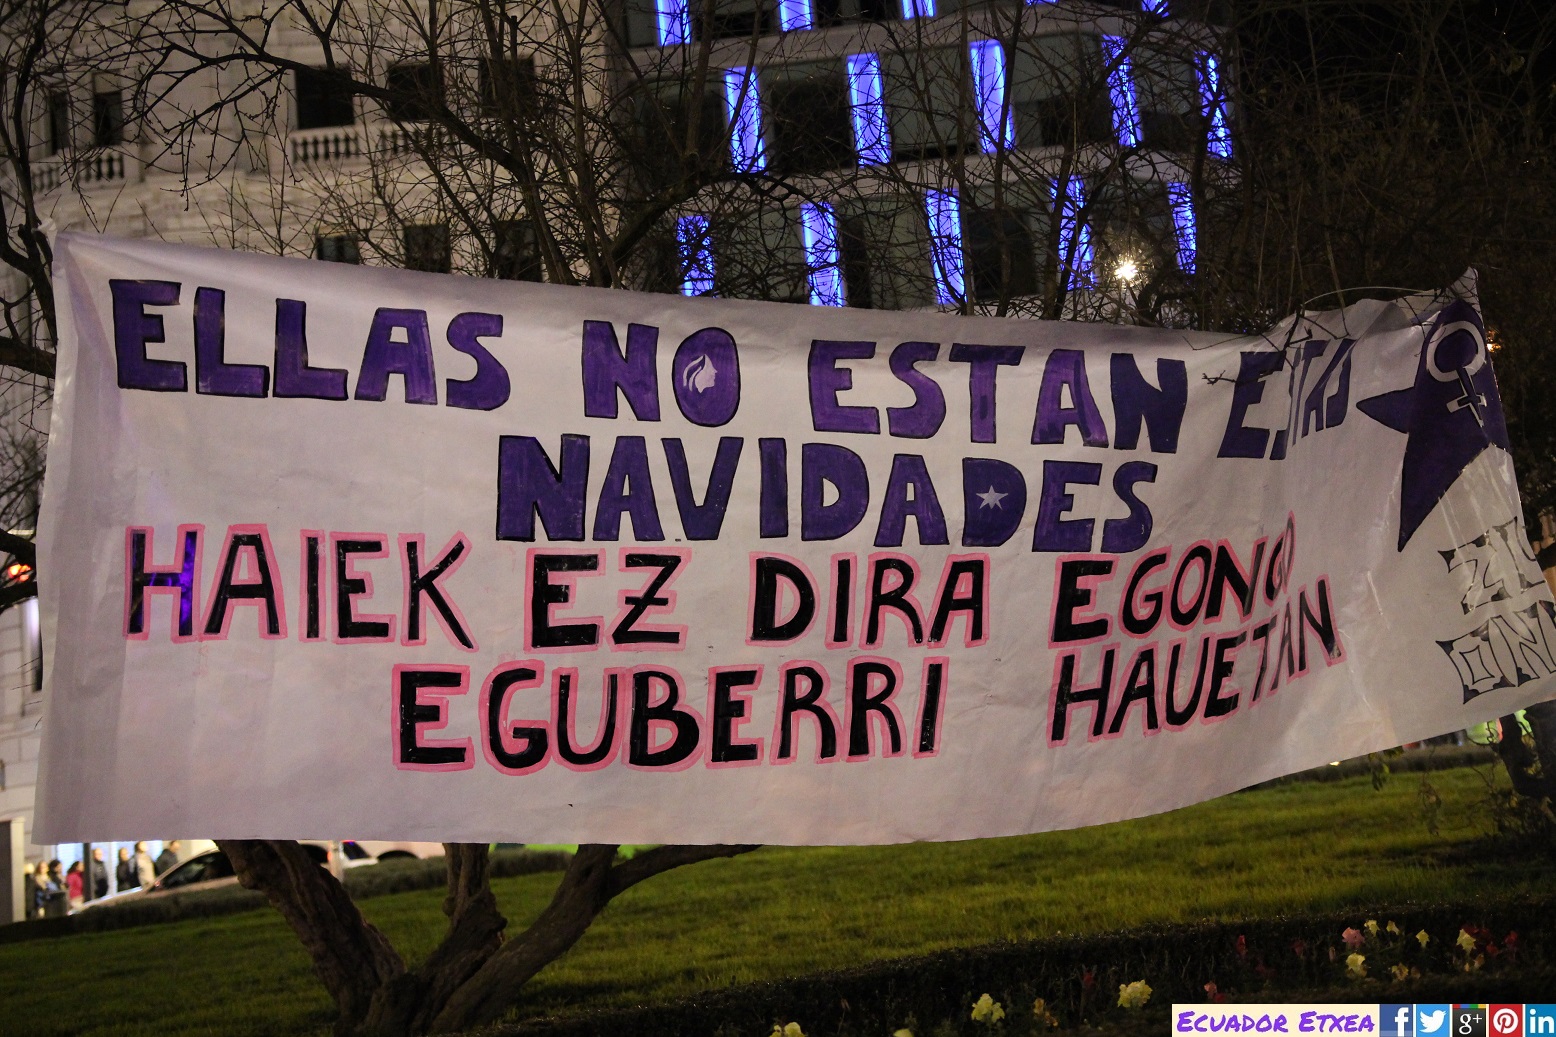 ELLAS NO ESTAN ESTAS
NAVIDADES
HAIEK EZ DIRA EGONGO
EGUBERRI HAUETAN
ECUADOR ETXEA